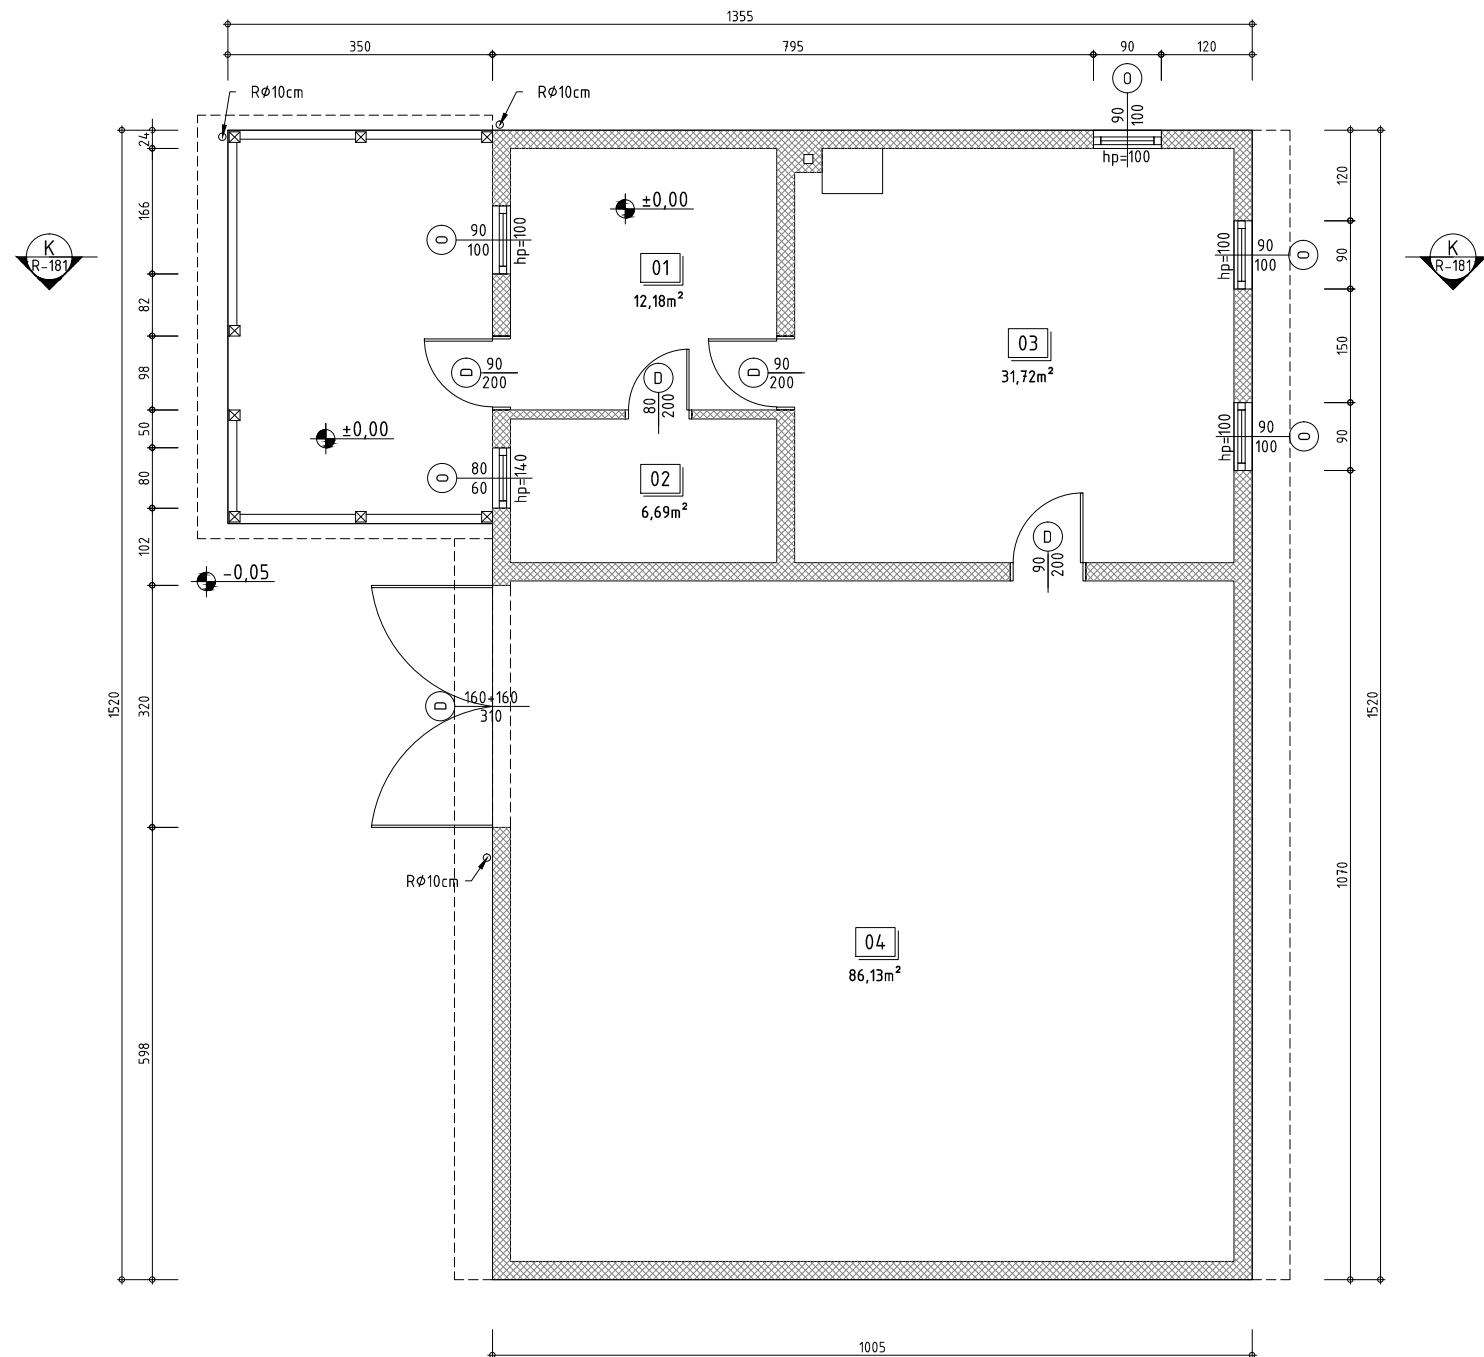 1355
350
795
90
120
RØ10cm
RØ10cm
O
90
100
hp=100
24
166
82
98
50
80
102
320
598
1520
K
R-181
K
R-181
±0,00
O
90
100
hp=100
01
12,18m²
O
90
100
hp=100
120
90
150
90
1070
1520
03
31,72m²
D
90
200
D
80
200
D
90
200
±0,00
O
90
100
hp=100
O
80
60
hp=140
02
6,69m²
D
90
200
-0,05
D
160+160
310
RØ10cm
04
86,13m²
1005